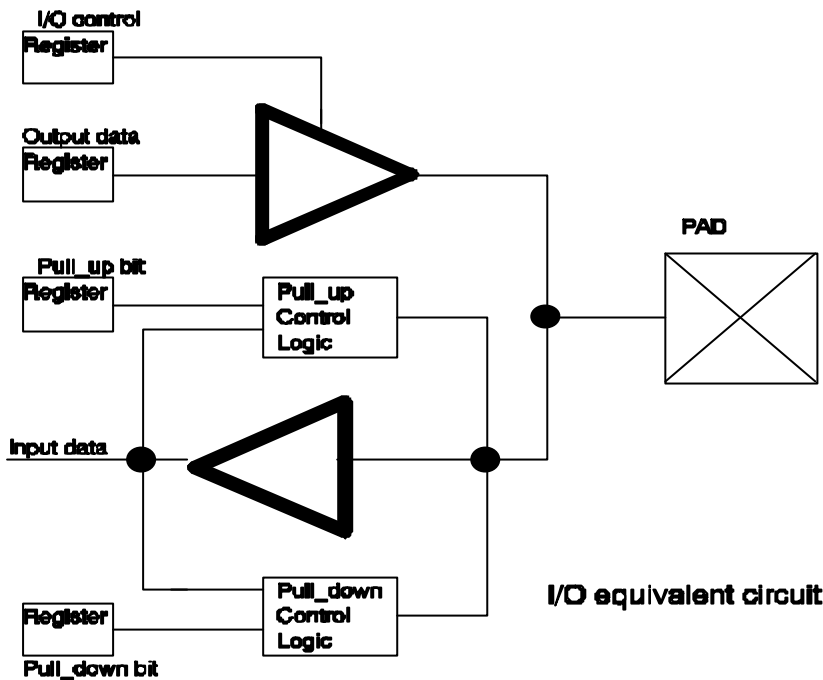 I/O control
Register
Output data
Register
PAD
Pull_up bit
Register
Pull_up
Control
Logic
Input data
Pull_down
Control
Logic
I/O equivalent circuit
Register
Pull_down bit